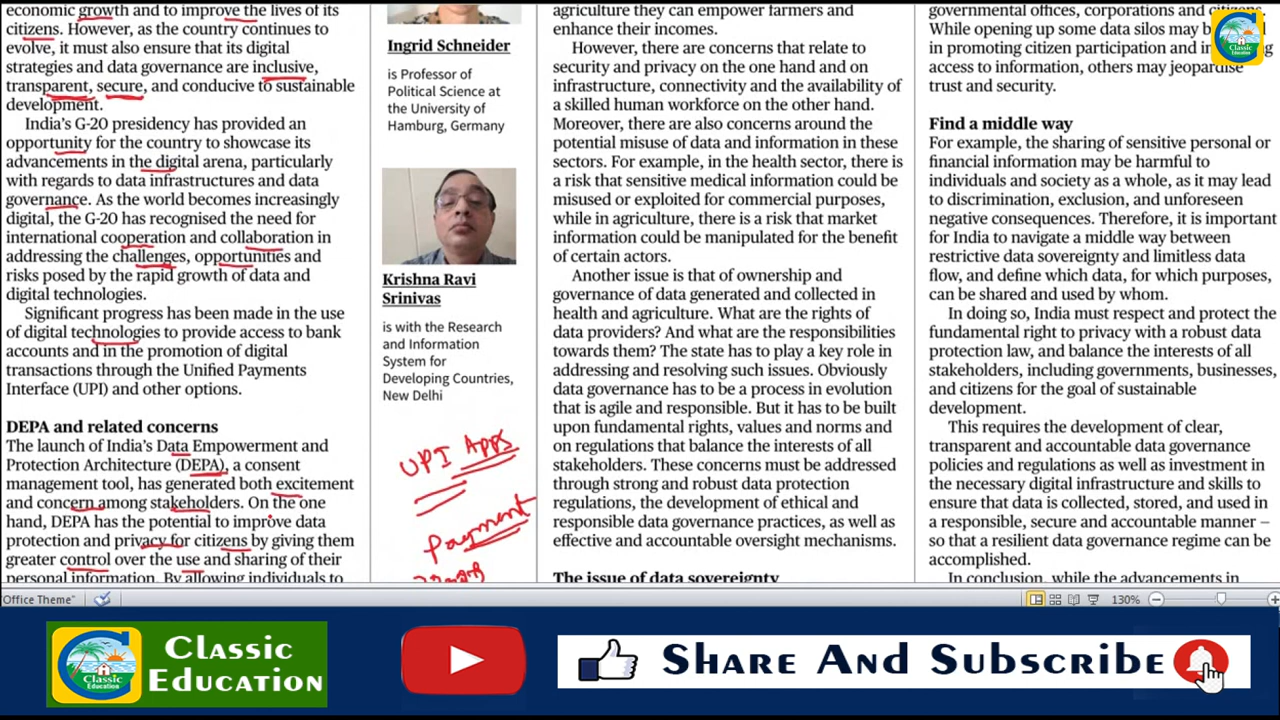 economic growth and to improve the lives of its
citizens. However, as the country continues to
evolve, it must also ensure that its digital
strategies and data governance are inclusive,
transparent, secure, and conducive to sustainable
development.
India's G-20 presidency has provided an
opportunity for the country to showcase its
advancements in the digital arena, particularly
with regards to data infrastructures and data
governance. As the world becomes increasingly
digital, the G-20 has recognised the need for
international cooperation and collaboration in
addressing the challenges, opportunities and
risks posed by the rapid growth of data and
digital technologies.
Significant progress has been made in the use
of digital technologies to provide access to bank
accounts and in the promotion of digital
transactions through the Unified Payments
Interface (UPI) and other options.
DEPA and related concerns
The launch of India's Data Empowerment and
Protection Architecture (DEPA), a consent
management tool, has generated both excitement
and concern among stakeholders. On the one
hand, DEPA has the potential to improve data
protection and privacy for citizens by giving them
greater control over the use and sharing of their
personal information. By allowing individuals to
Ingrid Schneider
is Professor of
Political Science at
the University of
Hamburg, Germany
Krishna Ravi
Srinivas
is with the Research
and Information
System for
Developing Countries,
New Delhi
UPI Apps
Payment
agriculture they can empower farmers and
enhance their incomes.
However, there are concerns that relate to
security and privacy on the one hand and on
infrastructure, connectivity and the availability of
a skilled human workforce on the other hand.
Moreover, there are also concerns around the
potential misuse of data and information in these
sectors. For example, in the health sector, there is
a risk that sensitive medical information could be
misused or exploited for commercial purposes,
while in agriculture, there is a risk that market
information could be manipulated for the benefit
of certain actors.
Another issue is that of ownership and
governance of data generated and collected in
health and agriculture. What are the rights of
data providers? And what are the responsibilities
towards them? The state has to play a key role in
addressing and resolving such issues. Obviously
data governance has to be a process in evolution
that is agile and responsible. But it has to be built
upon fundamental rights, values and norms and
on regulations that balance the interests of all
stakeholders. These concerns must be addressed
through strong and robust data protection
regulations, the development of ethical and
responsible data governance practices, as well as
effective and accountable oversight mechanisms.
The issue of data sovereignty
governmental offices, corporations and citizens.
While opening up some data silos may be
in promoting citizen participation and in
access to information, others may jeopardise
trust and security.
Find a middle way
For example, the sharing of sensitive personal or
financial information may be harmful to
individuals and society as a whole, as it may lead
to discrimination, exclusion, and unforeseen
negative consequences. Therefore, it is important
for India to navigate a middle way between
restrictive data sovereignty and limitless data
flow, and define which data, for which purposes,
can be shared and used by whom.
In doing so, India must respect and protect the
fundamental right to privacy with a robust data
protection law, and balance the interests of all
stakeholders, including governments, businesses,
and citizens for the goal of sustainable
development.
This requires the development of clear,
transparent and accountable data governance
policies and regulations as well as investment in
the necessary digital infrastructure and skills to
ensure that data is collected, stored, and used in
a responsible, secure and accountable manner –
so that a resilient data governance regime can be
accomplished.
In conclusion, while the advancements in
Classic
Education
Office Theme"
130%
Classic
Education
Classic
Education
Share And Subscribe